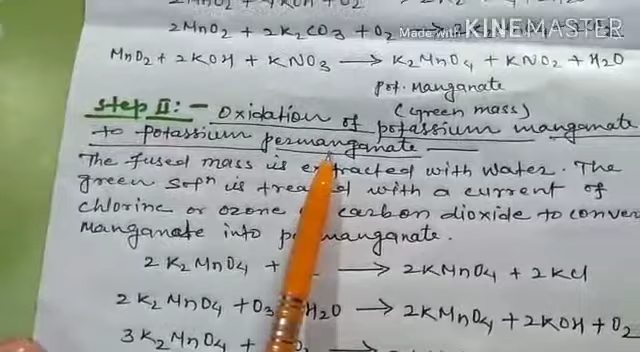 2MnO2 + 2K2CO3 + O2
Made with KINEMASTER
MnO2 + 2KOH + KNO3 → K2MnO4 + KNO2 + H2O
pot. Manganate
(green mass)
Step II:- Oxidation of potassium manganate
to potassium permanganate
The fused mass is extracted with water. The
green soln is treated with a current of
chlorine or ozone carbon dioxide to conver
Manganate into permanganate.
2K2MnO4 + → 2KMnO4 + 2KCl
2K2MnO4 + O3 H2O → 2KMnO4 + 2KOH + O2
3K2MnO4 +